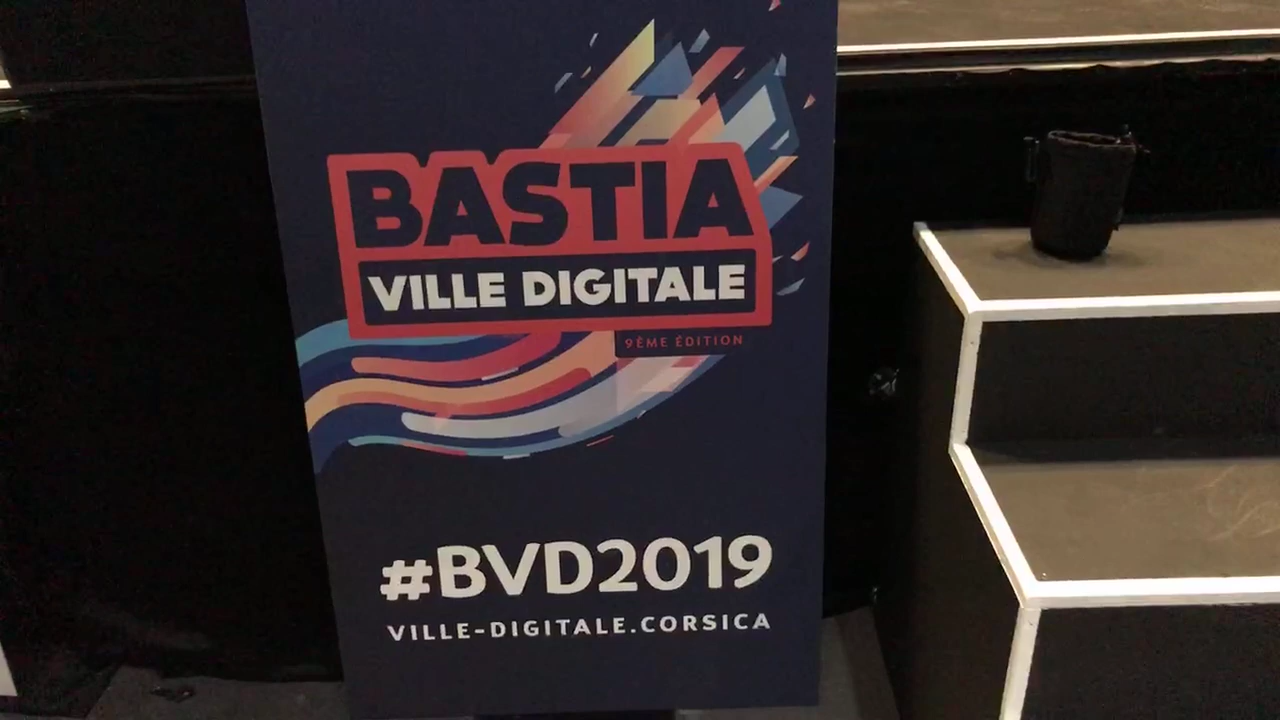 BASTIA
VILLE DIGITALE
9ÈME ÉDITION
#BVD2019
VILLE-DIGITALE.CORSICA